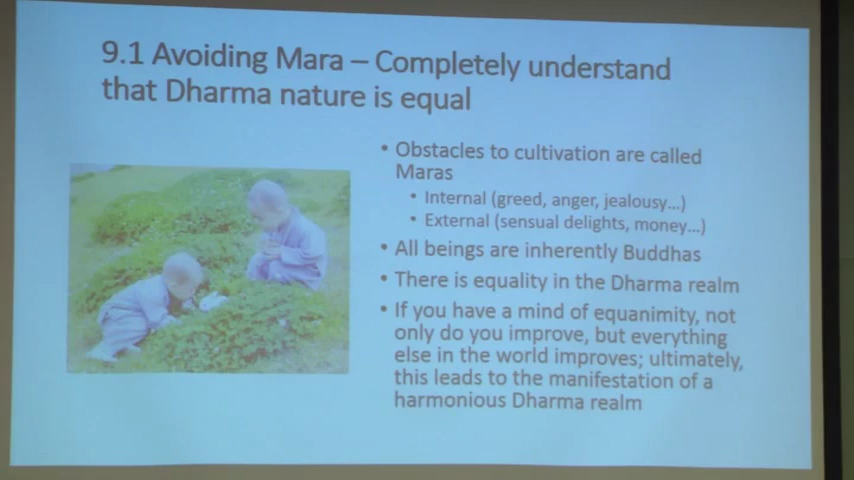 9.1 Avoiding Mara – Completely understand
that Dharma nature is equal
• Obstacles to cultivation are called
Maras
• Internal (greed, anger, jealousy…)
• External (sensual delights, money…)
• All beings are inherently Buddhas
• There is equality in the Dharma realm
• If you have a mind of equanimity, not
only do you improve, but everything
else in the world improves; ultimately,
this leads to the manifestation of a
harmonious Dharma realm